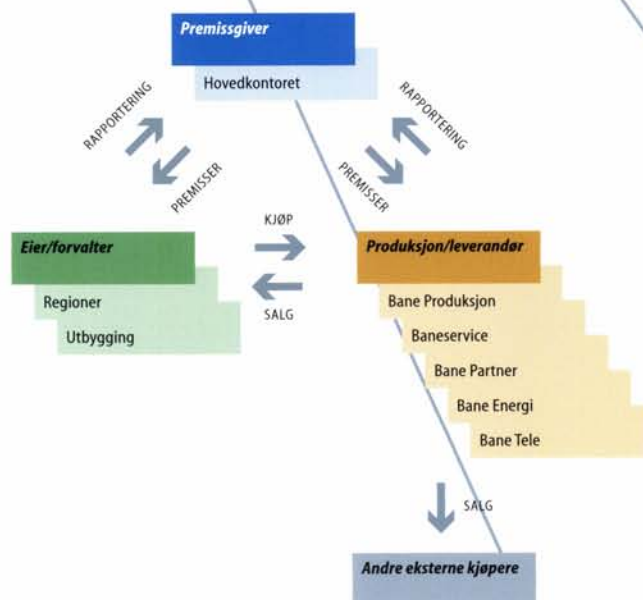 Premissgiver
Hovedkontoret
RAPPORTERING
PREMISSER
RAPPORTERING
PREMISSER
Eier/forvalter
Regioner
Utbygging
KJØP
SALG
Produksjon/leverandør
Bane Produksjon
Baneservice
Bane Partner
Bane Energi
Bane Tele
SALG
Andre eksterne kjøpere